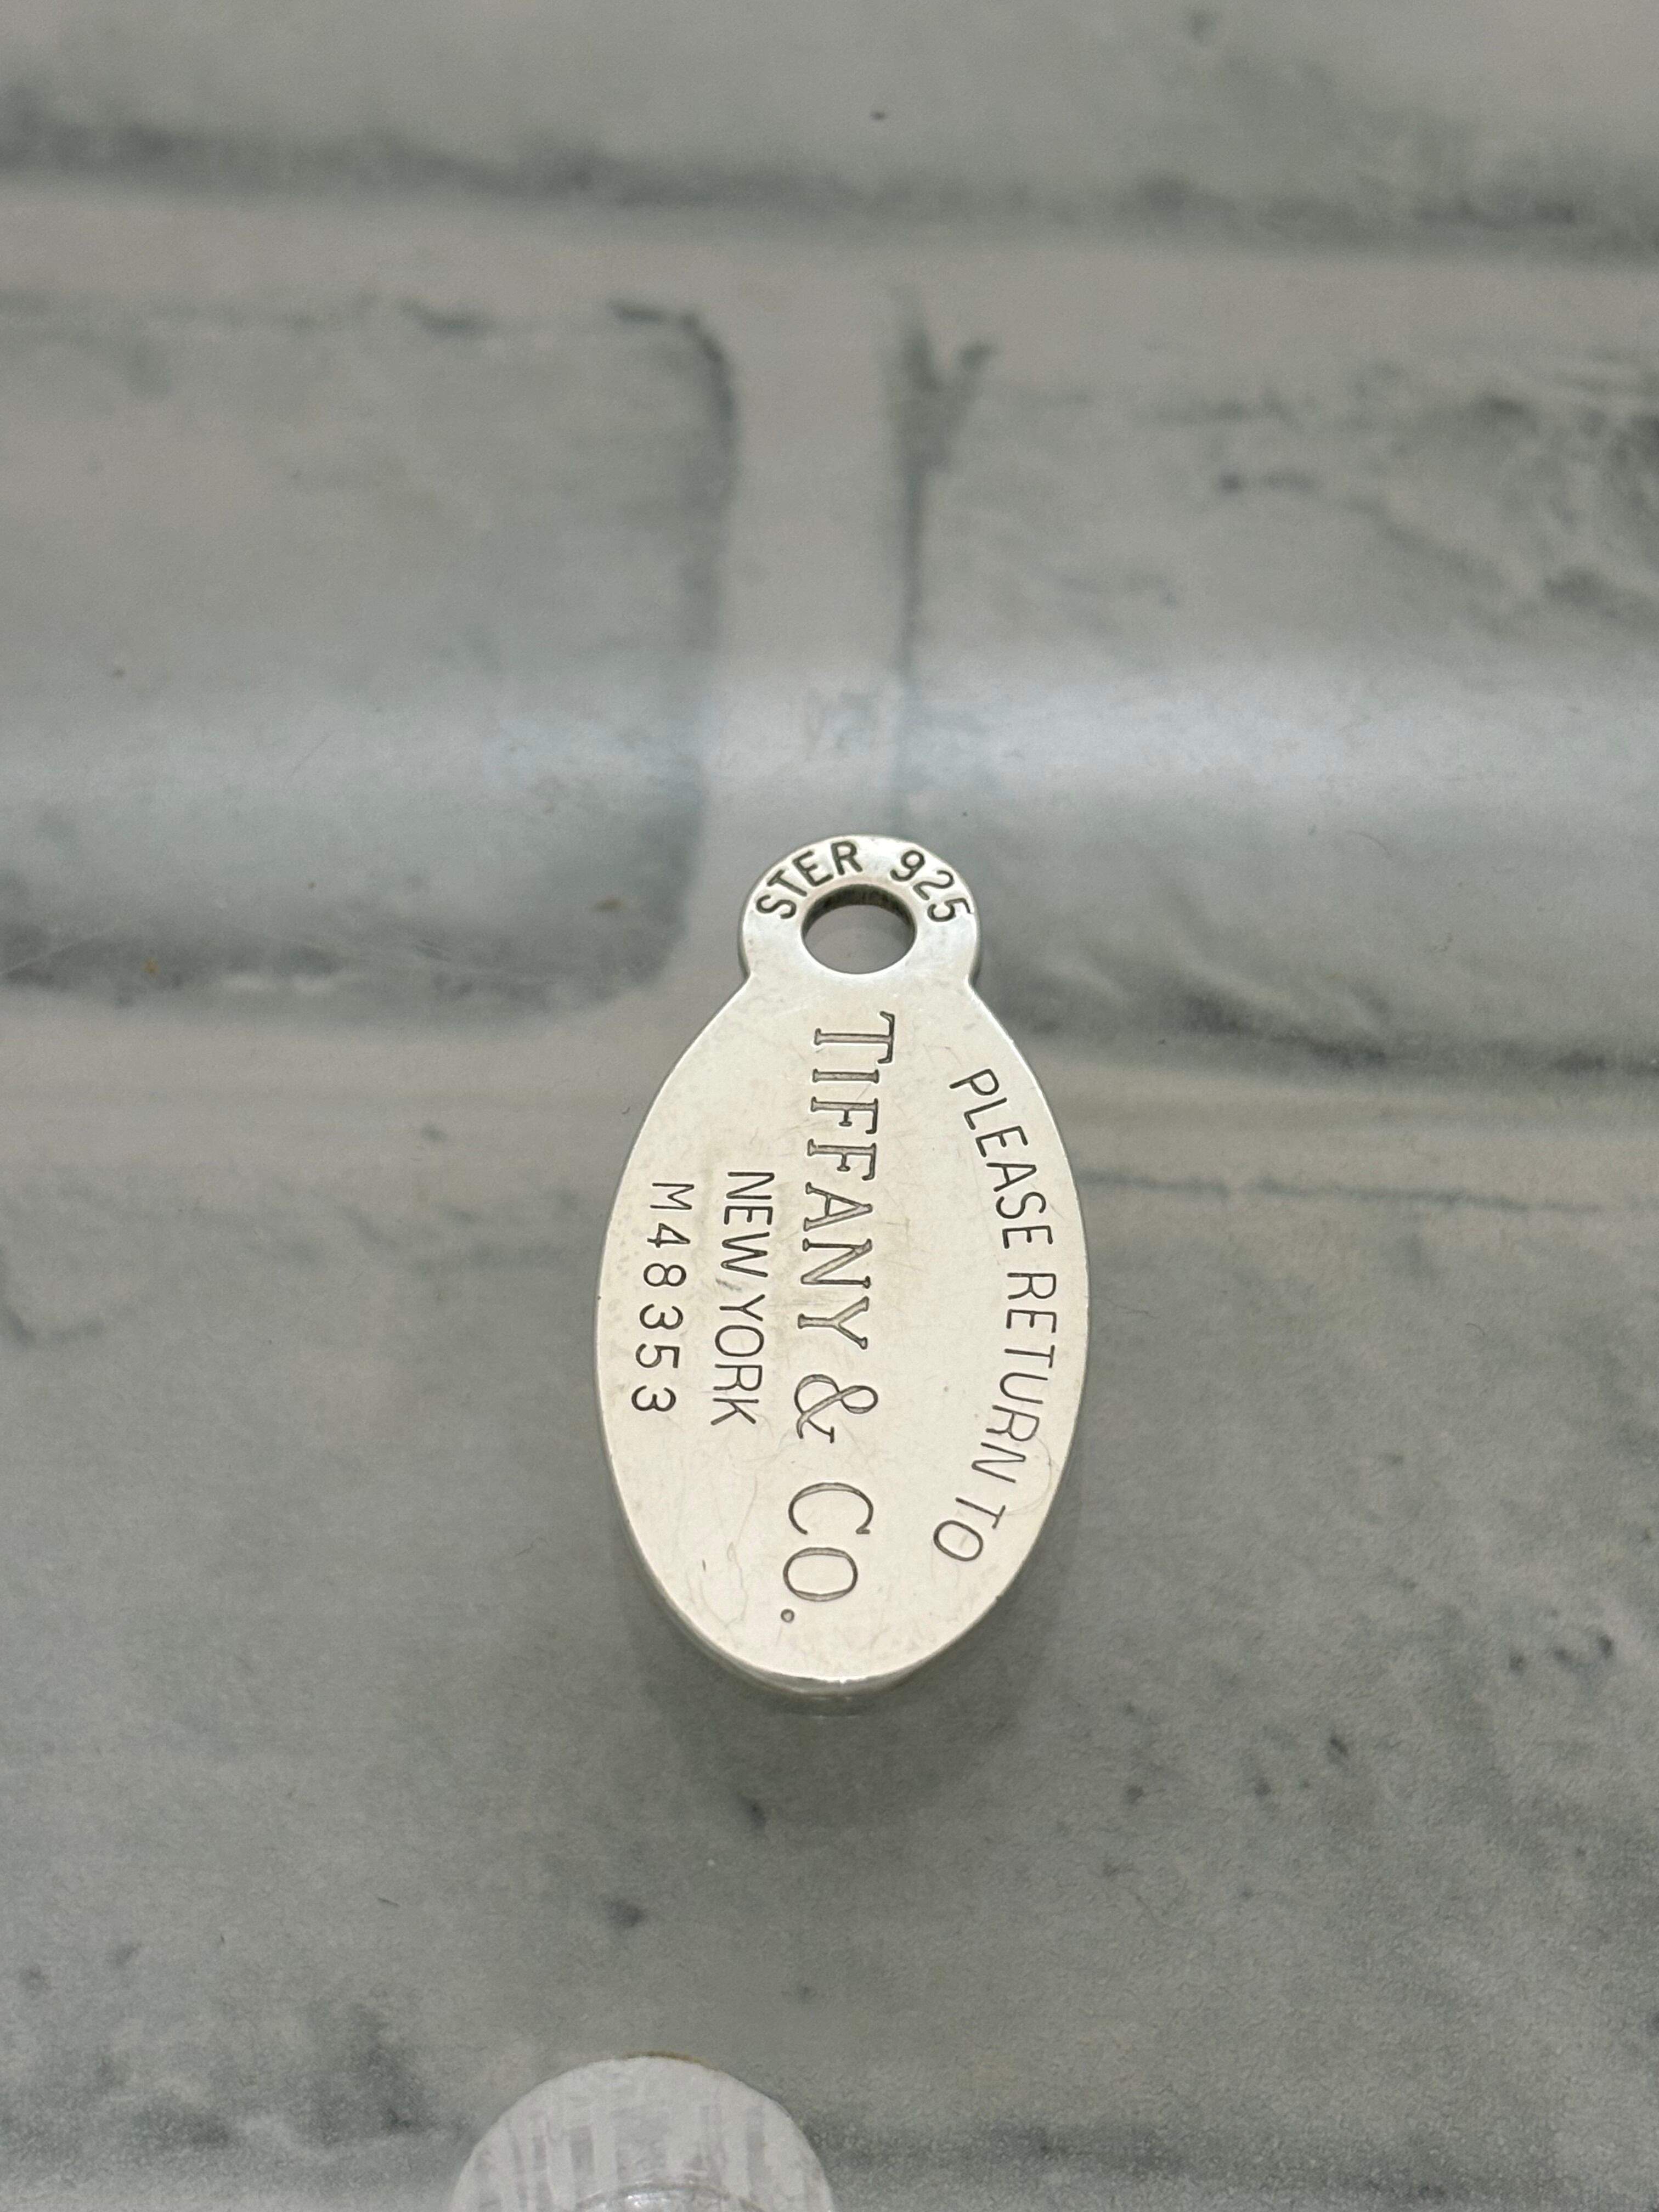 STER 925
PLEASE RETURN TO
TIFFANY & CO.
NEW YORK
M48353